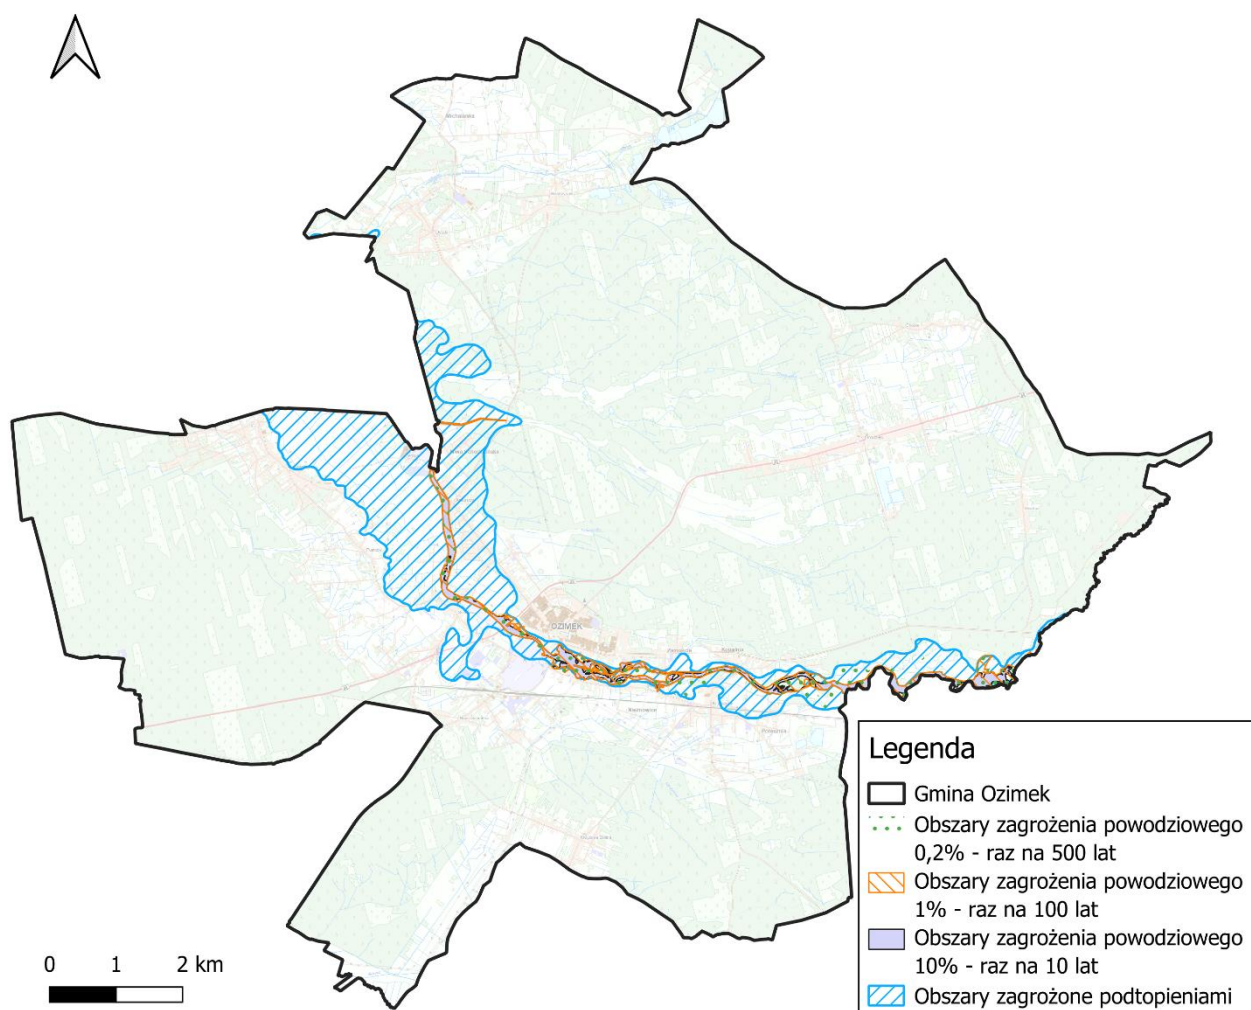 OZIMEK
Legenda
Gmina Ozimek
Obszary zagrożenia powodziowego
0,2% - raz na 500 lat
Obszary zagrożenia powodziowego
1% - raz na 100 lat
Obszary zagrożenia powodziowego
10% - raz na 10 lat
Obszary zagrożone podtopieniami
0 1 2 km